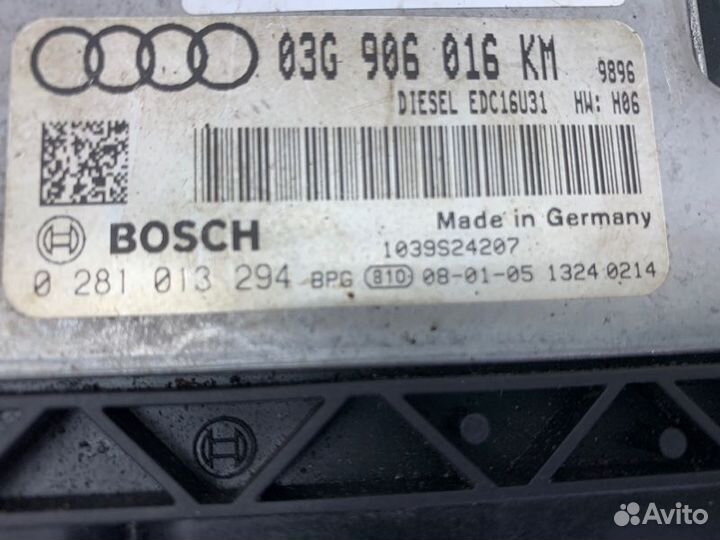 03G 906 016 KM 9896
DIESEL EDC16U31 HW: H06
BOSCH Made in Germany
1039S24207
0 281 013 294 BPG 810 08-01-05 1324 0214
Avito